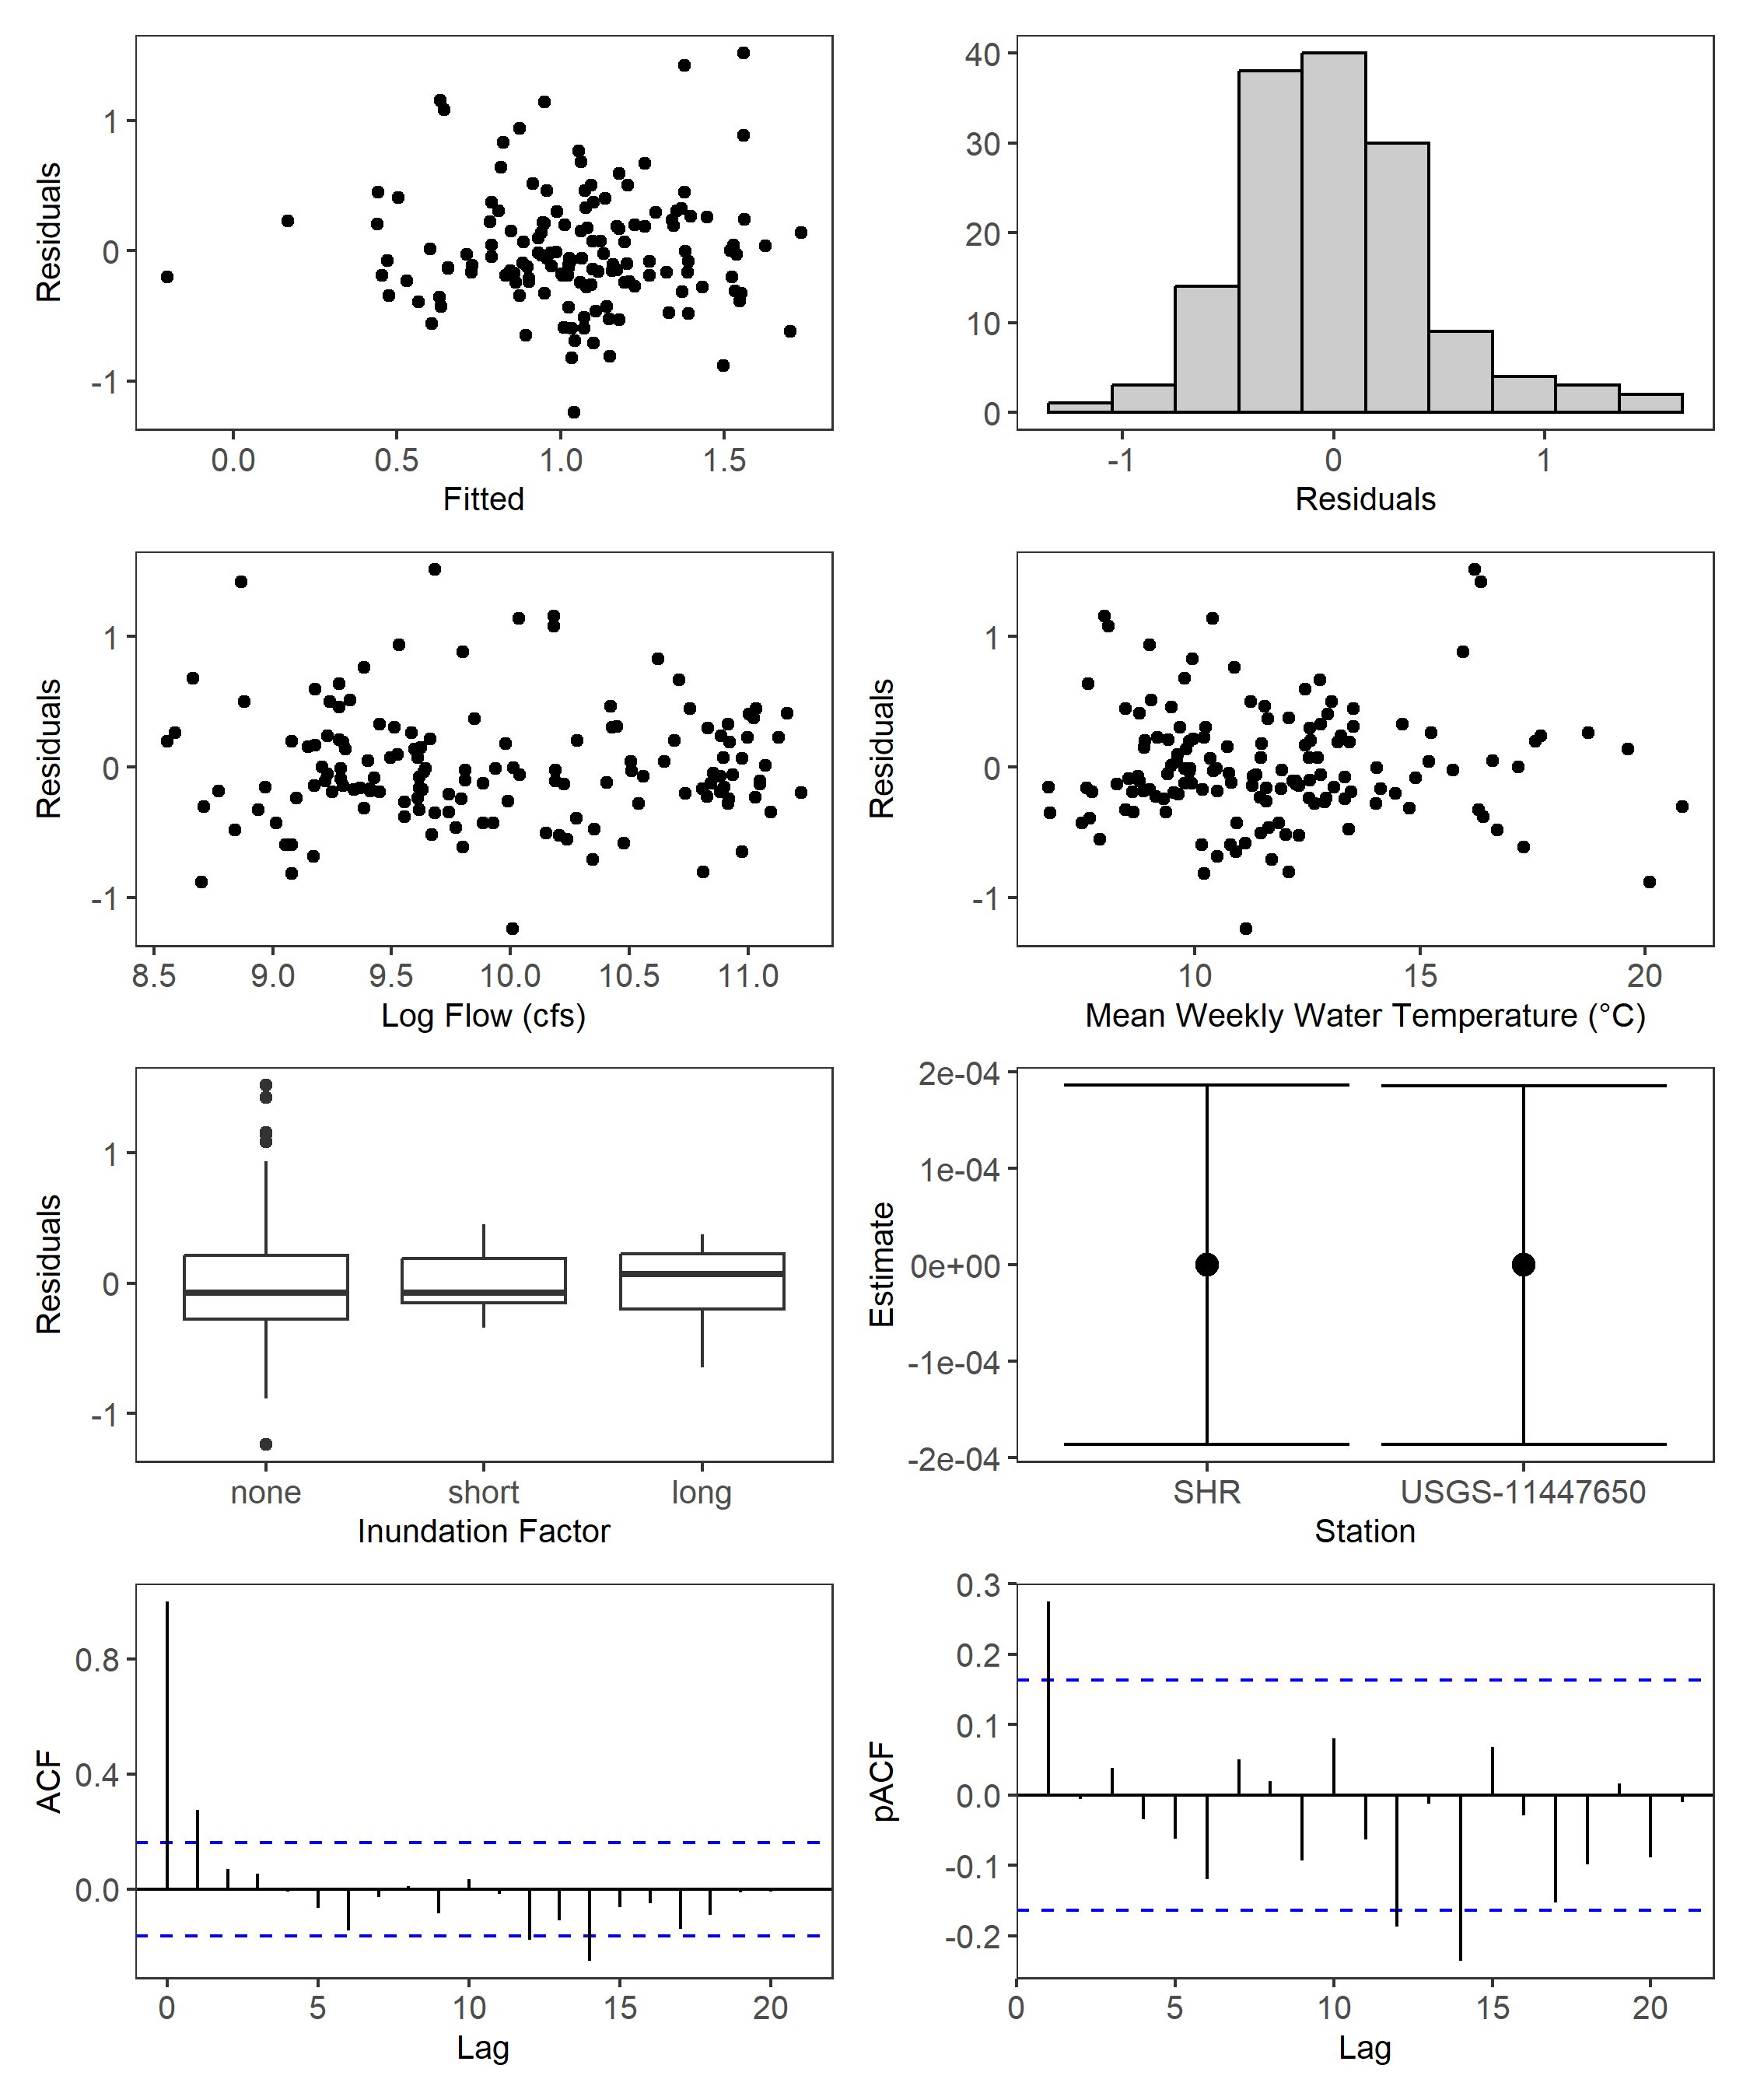 Residuals
1
0
-1
0.0 0.5 1.0 1.5
Fitted
40
30
20
10
0
-1 0 1
Residuals
Residuals
1
0
-1
8.5 9.0 9.5 10.0 10.5 11.0
Log Flow (cfs)
Residuals
1
0
-1
10 15 20
Mean Weekly Water Temperature (°C)
Residuals
1
0
-1
none short long
Inundation Factor
Estimate
2e-04
1e-04
0e+00
-1e-04
-2e-04
SHR USGS-11447650
Station
ACF
0.8
0.4
0.0
0 5 10 15 20
Lag
pACF
0.3
0.2
0.1
0.0
-0.1
-0.2
0 5 10 15 20
Lag